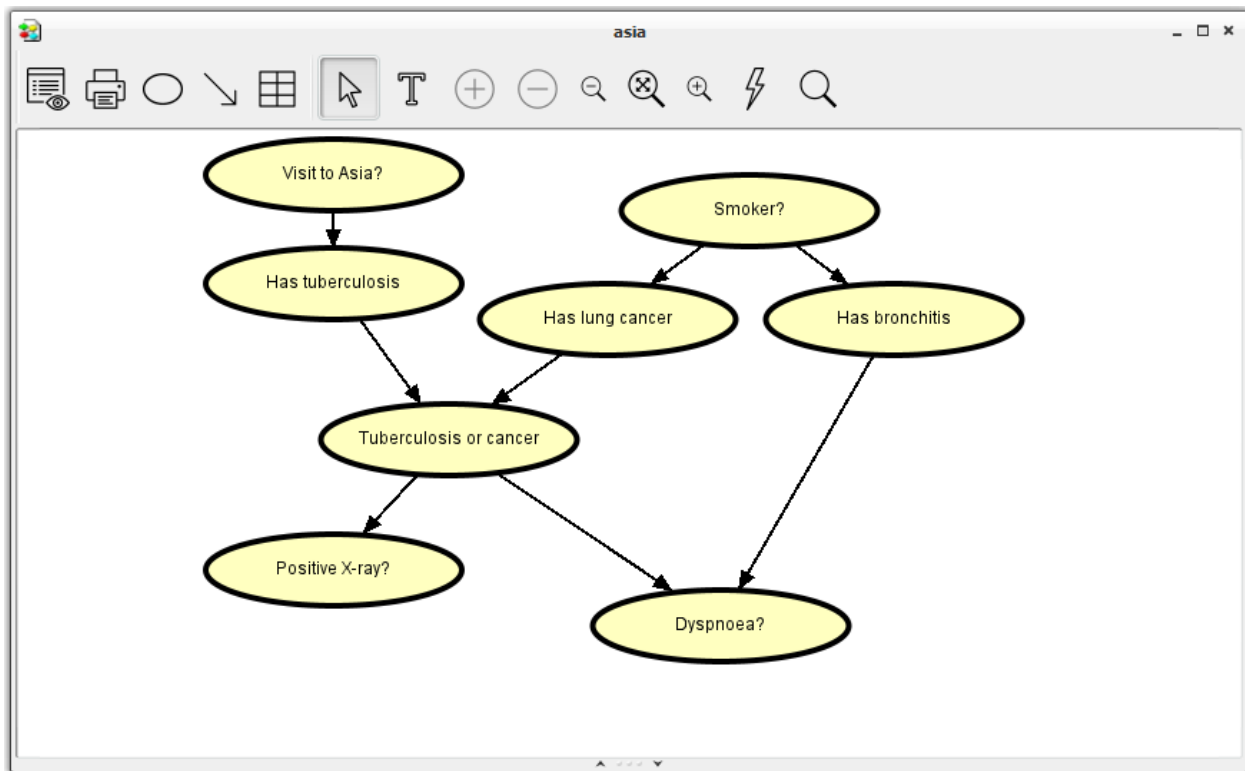 asia
T
Visit to Asia?
Smoker?
Has tuberculosis
Has lung cancer
Has bronchitis
Tuberculosis or cancer
Positive X-ray?
Dyspnoea?